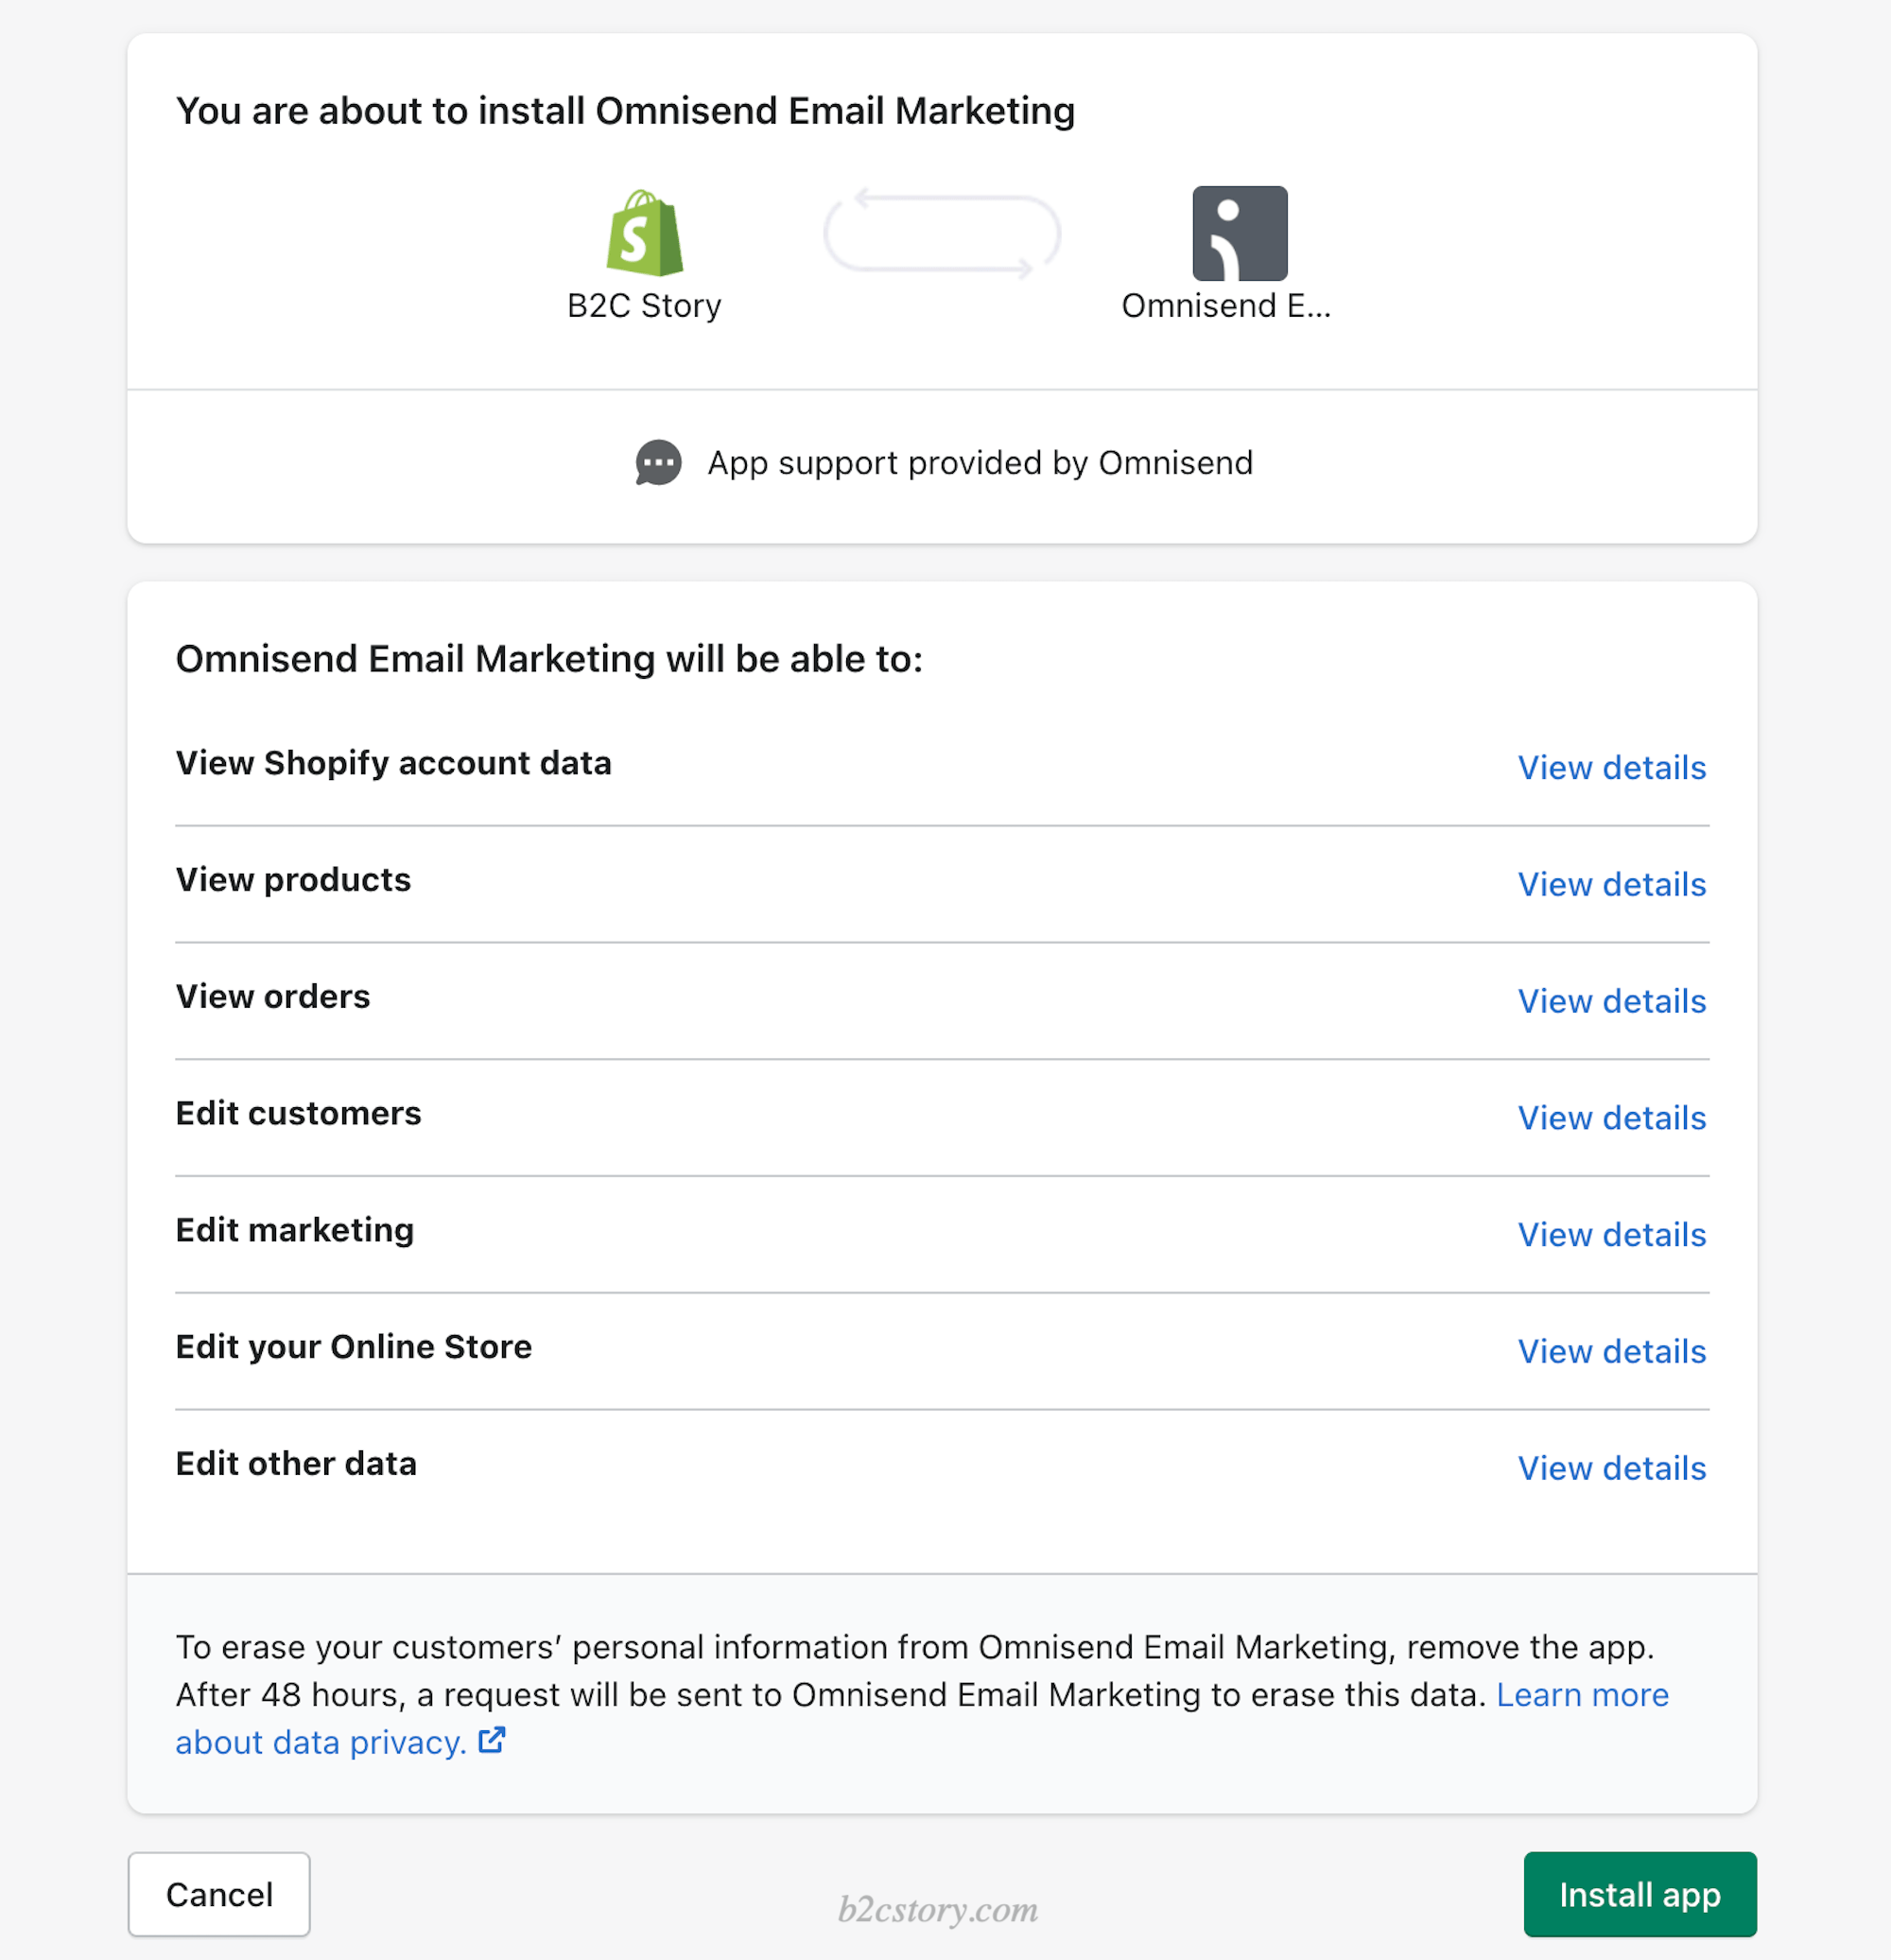 You are about to install Omnisend Email Marketing
B2C Story
Omnisend E...
App support provided by Omnisend
Omnisend Email Marketing will be able to:
View Shopify account data
View details
View products
View details
View orders
View details
Edit customers
View details
Edit marketing
View details
Edit your Online Store
View details
Edit other data
View details
To erase your customers’ personal information from Omnisend Email Marketing, remove the app.
After 48 hours, a request will be sent to Omnisend Email Marketing to erase this data. Learn more
about data privacy.
Cancel
b2cstory.com
Install app